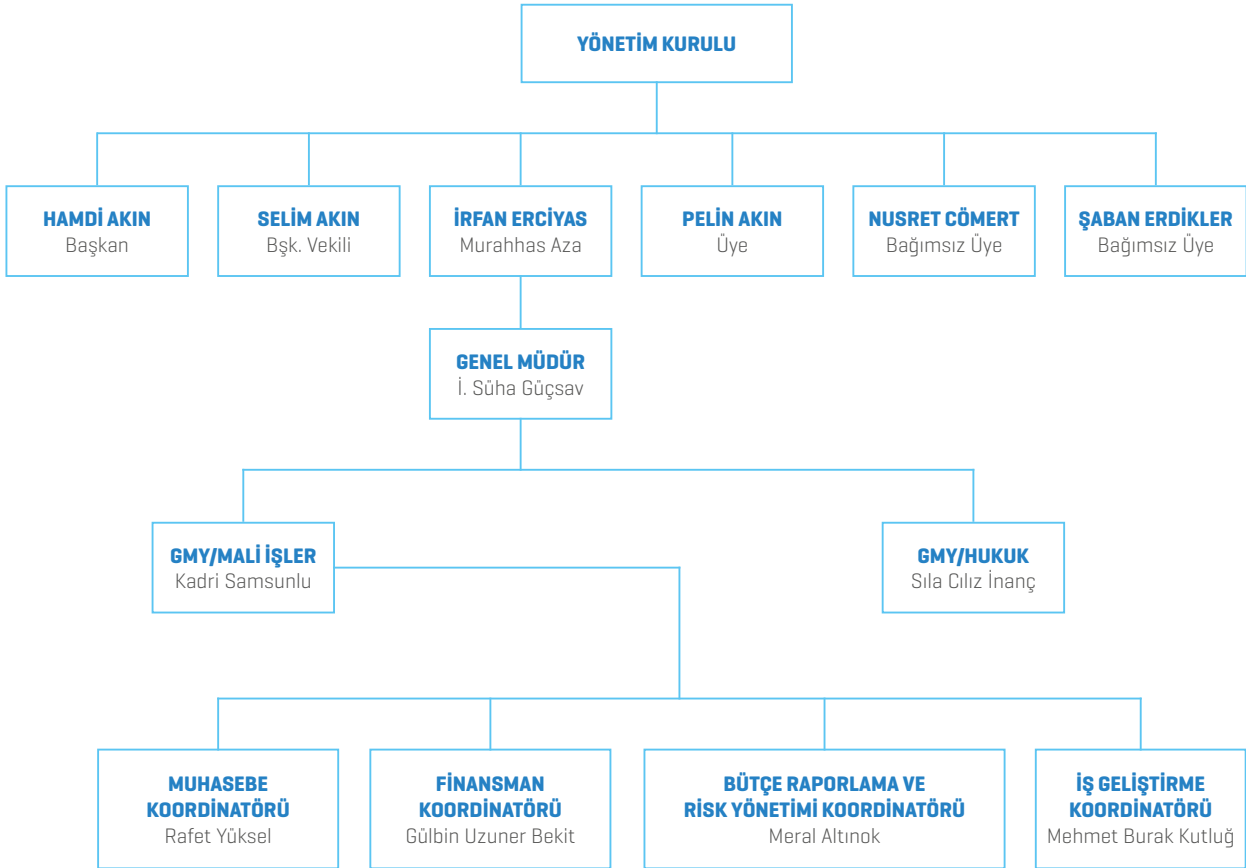 YÖNETİM KURULU
HAMDİ AKIN
Başkan
SELİM AKIN
Bşk. Vekili
İRFAN ERCİYAS
Murahhas Aza
PELİN AKIN
Üye
NUSRET CÖMERT
Bağımsız Üye
ŞABAN ERDİKLER
Bağımsız Üye
GENEL MÜDÜR
İ. Süha Güçsav
GMY/MALİ İŞLER
Kadri Samsunlu
GMY/HUKUK
Sıla Cılız İnanç
MUHASEBE
KOORDİNATÖRÜ
Rafet Yüksel
FİNANSMAN
KOORDİNATÖRÜ
Gülbin Uzuner Bekit
BÜTÇE RAPORLAMA VE
RİSK YÖNETİMİ KOORDİNATÖRÜ
Meral Altınok
İŞ GELİŞTİRME
KOORDİNATÖRÜ
Mehmet Burak Kutluğ